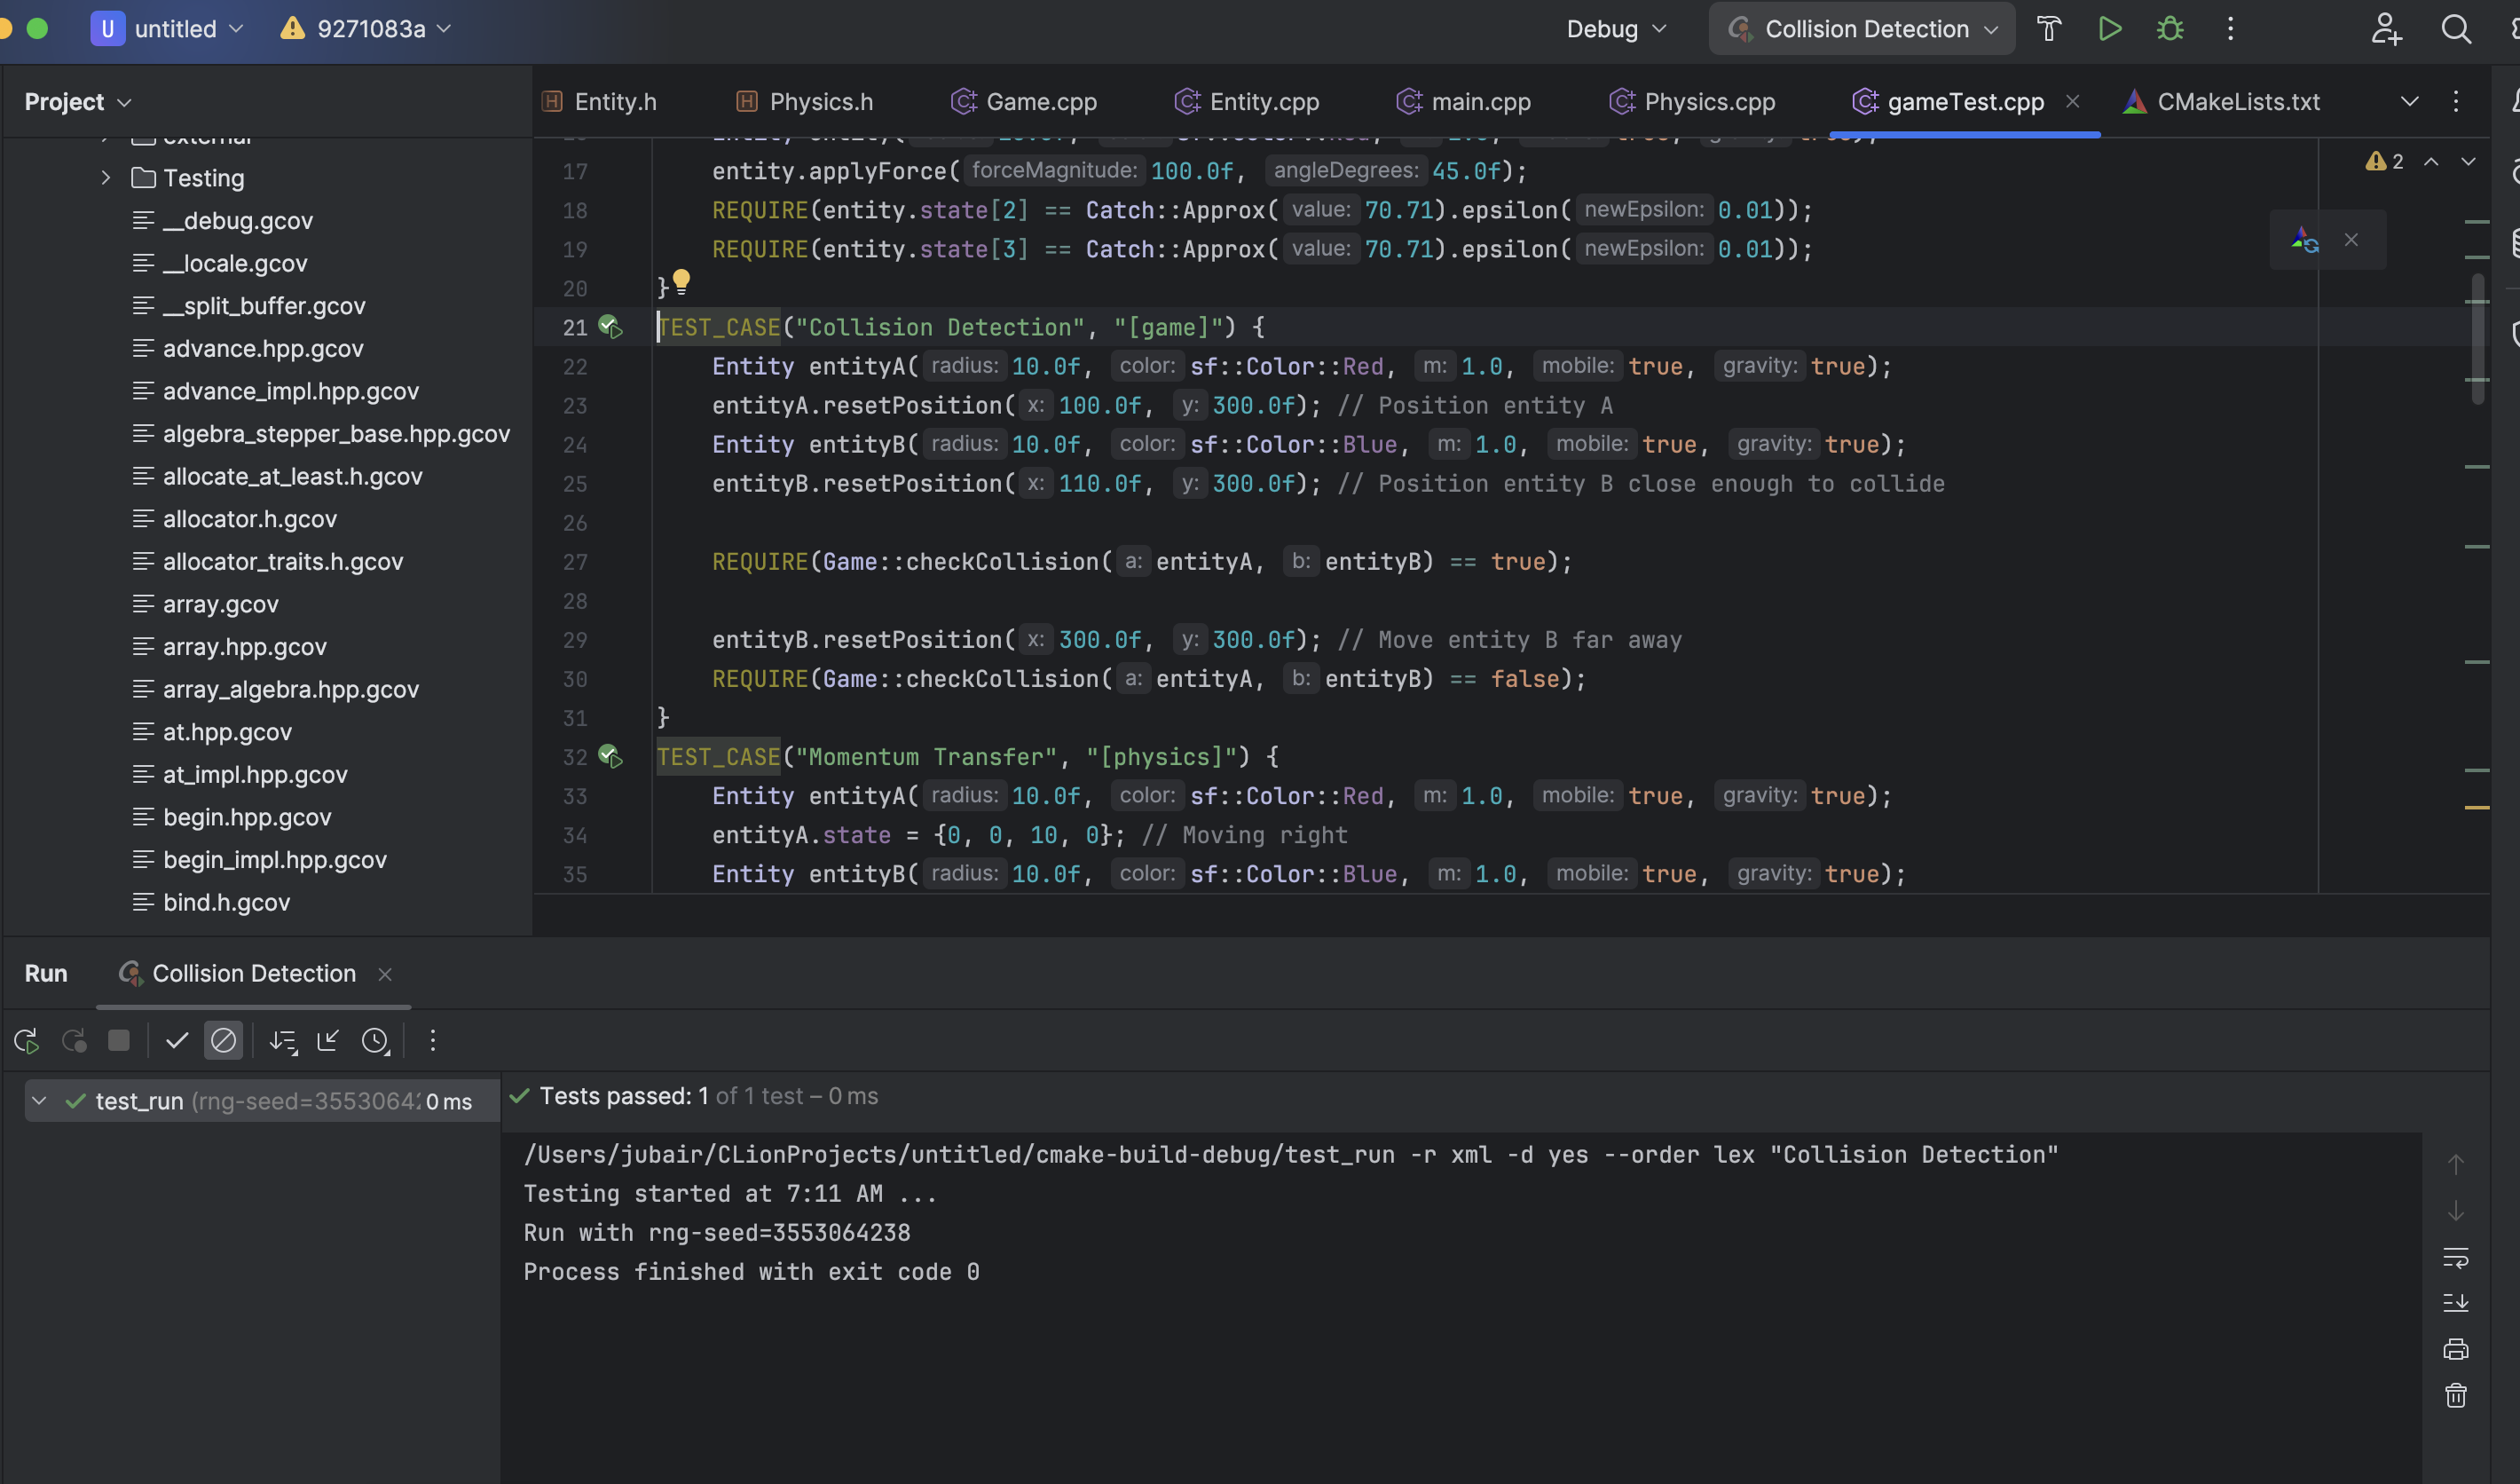 U untitled 9271083a Debug Collision Detection
Project
Entity.h Physics.h Game.cpp Entity.cpp main.cpp Physics.cpp gameTest.cpp CMakeLists.txt
external
Testing
__debug.gcov
__locale.gcov
__split_buffer.gcov
advance.hpp.gcov
advance_impl.hpp.gcov
algebra_stepper_base.hpp.gcov
allocate_at_least.h.gcov
allocator.h.gcov
allocator_traits.h.gcov
array.gcov
array.hpp.gcov
array_algebra.hpp.gcov
at.hpp.gcov
at_impl.hpp.gcov
begin.hpp.gcov
begin_impl.hpp.gcov
bind.h.gcov
2
17 entity.applyForce( forceMagnitude: 100.0f, angleDegrees: 45.0f);
18 REQUIRE(entity.state[2] == Catch::Approx( value: 70.71).epsilon( newEpsilon: 0.01));
19 REQUIRE(entity.state[3] == Catch::Approx( value: 70.71).epsilon( newEpsilon: 0.01));
20 }
21 TEST_CASE("Collision Detection", "[game]") {
22 Entity entityA( radius: 10.0f, color: sf::Color::Red, m: 1.0, mobile: true, gravity: true);
23 entityA.resetPosition( x: 100.0f, y: 300.0f); // Position entity A
24 Entity entityB( radius: 10.0f, color: sf::Color::Blue, m: 1.0, mobile: true, gravity: true);
25 entityB.resetPosition( x: 110.0f, y: 300.0f); // Position entity B close enough to collide
26
27 REQUIRE(Game::checkCollision( a: entityA, b: entityB) == true);
28
29 entityB.resetPosition( x: 300.0f, y: 300.0f); // Move entity B far away
30 REQUIRE(Game::checkCollision( a: entityA, b: entityB) == false);
31 }
32 TEST_CASE("Momentum Transfer", "[physics]") {
33 Entity entityA( radius: 10.0f, color: sf::Color::Red, m: 1.0, mobile: true, gravity: true);
34 entityA.state = {0, 0, 10, 0}; // Moving right
35 Entity entityB( radius: 10.0f, color: sf::Color::Blue, m: 1.0, mobile: true, gravity: true);
Run Collision Detection
test_run (rng-seed=35530642 0 ms
Tests passed: 1 of 1 test – 0 ms
/Users/jubair/CLionProjects/untitled/cmake-build-debug/test_run -r xml -d yes --order lex "Collision Detection"
Testing started at 7:11 AM ...
Run with rng-seed=3553064238
Process finished with exit code 0